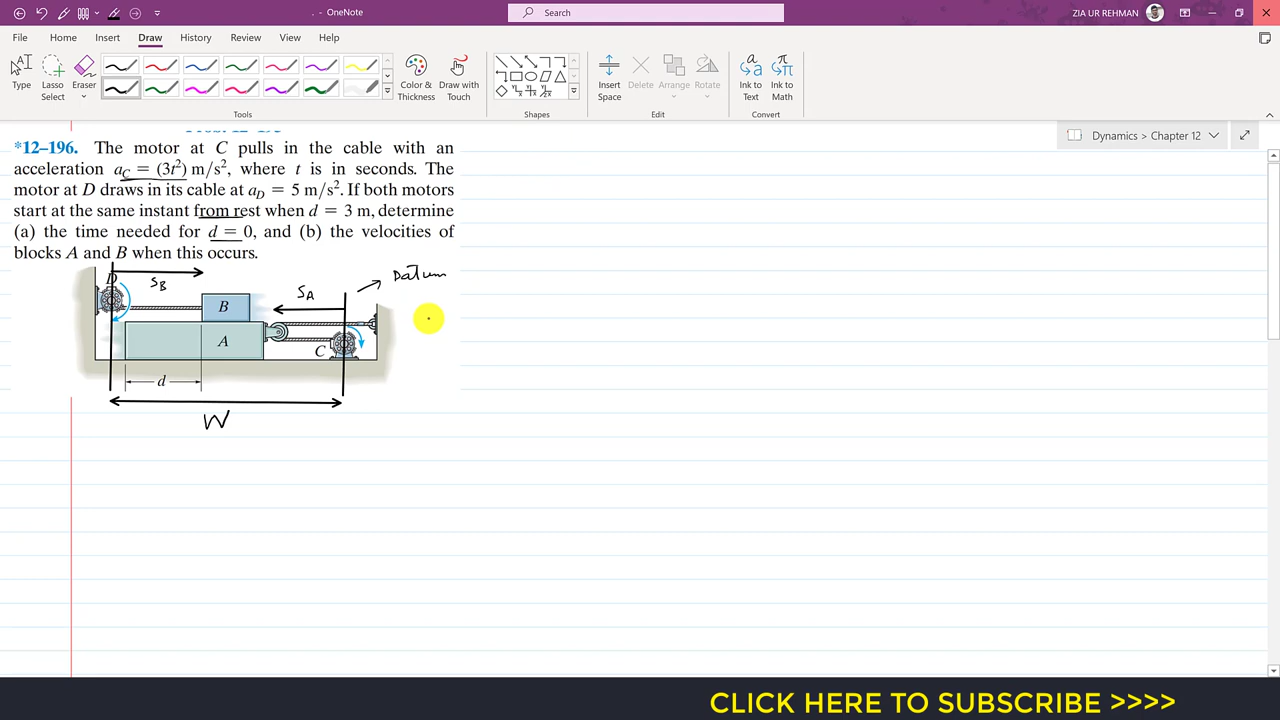 . - OneNote
Search
ZIA UR REHMAN
File Home Insert Draw History Review View Help
Type
Lasso Select
Eraser
Color & Thickness
Draw with Touch
Insert Space
Delete
Arrange
Rotate
Ink to Text
Ink to Math
Tools
Shapes
Edit
Convert
Dynamics > Chapter 12
*12–196. The motor at C pulls in the cable with an
acceleration a_C = (3t²) m/s², where t is in seconds. The
motor at D draws in its cable at a_D = 5 m/s². If both motors
start at the same instant from rest when d = 3 m, determine
(a) the time needed for d = 0, and (b) the velocities of
blocks A and B when this occurs.
D
S_B
S_A
Datum
B
A
C
d
W
CLICK HERE TO SUBSCRIBE >>>>